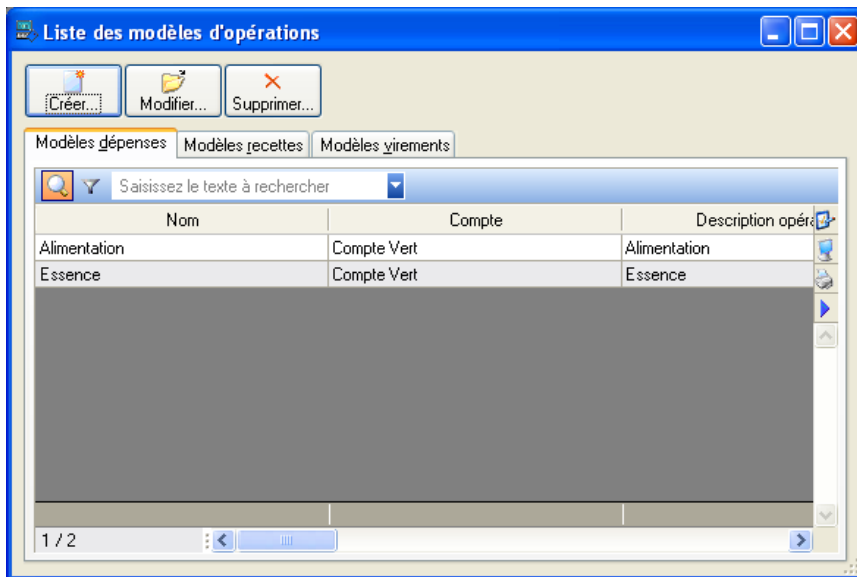 Liste des modèles d'opérations
Créer... Modifier... Supprimer...
Modèles dépenses Modèles recettes Modèles virements
Saisissez le texte à rechercher
Nom Compte Description opéra
Alimentation Compte Vert Alimentation
Essence Compte Vert Essence
1 / 2